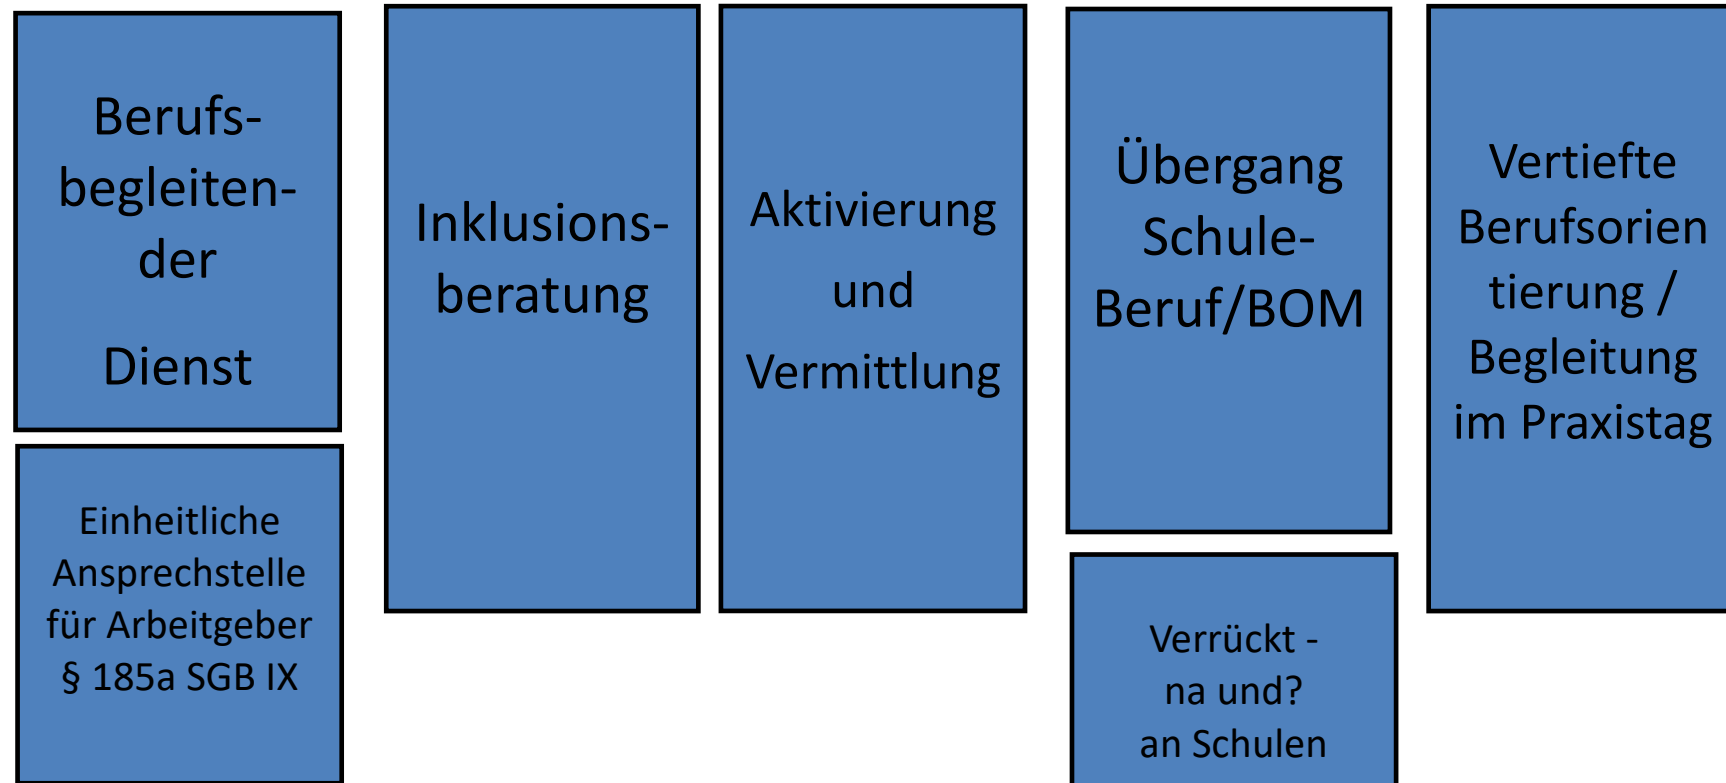 Berufs-
begleiten-
der
Dienst
Einheitliche
Ansprechstelle
für Arbeitgeber
§ 185a SGB IX
Inklusions-
beratung
Aktivierung
und
Vermittlung
Übergang
Schule-
Beruf/BOM
Verrückt -
na und?
an Schulen
Vertiefte
Berufsorien
tierung /
Begleitung
im Praxistag